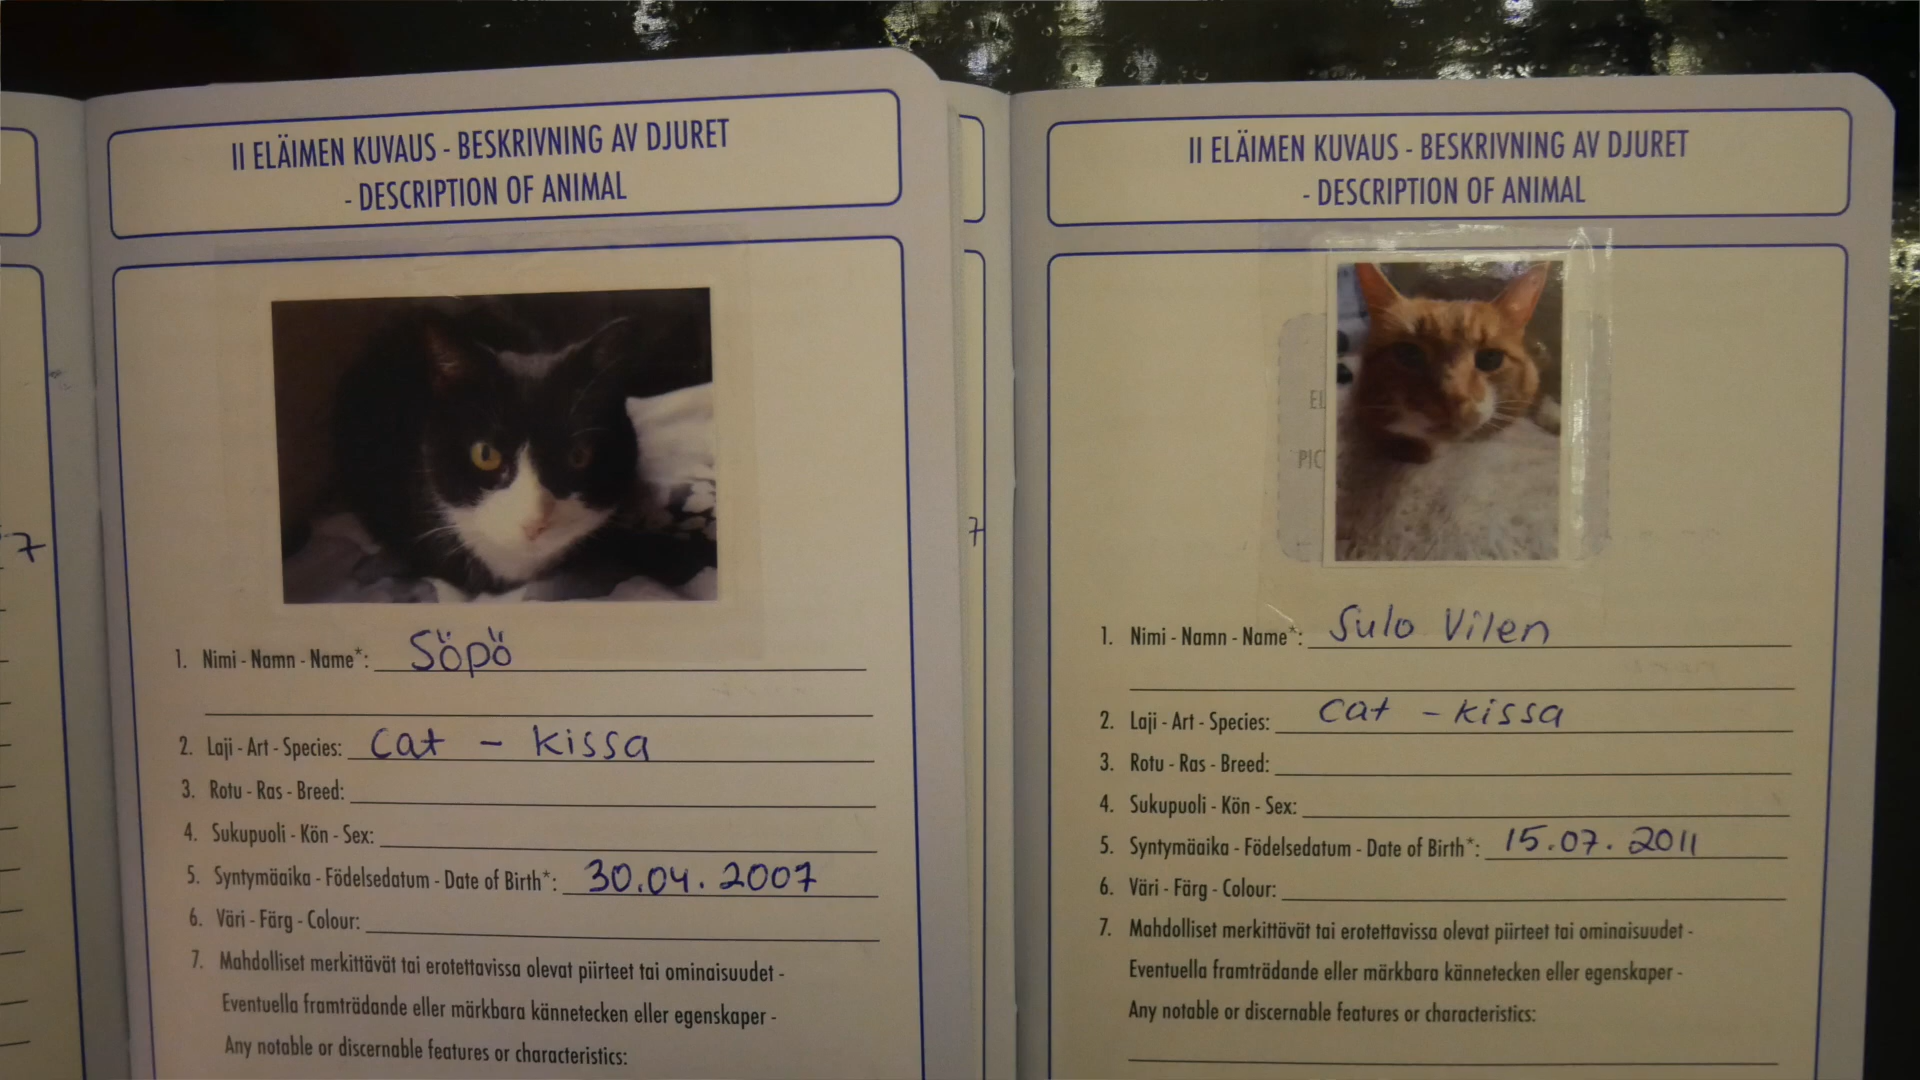 II ELÄIMEN KUVAUS - BESKRIVNING AV DJURET
- DESCRIPTION OF ANIMAL
1. Nimi - Namn - Name*: Söpö
2. Laji - Art - Species: Cat - Kissa
3. Rotu - Ras - Breed:
4. Sukupuoli - Kön - Sex:
5. Syntymäaika - Födelsedatum - Date of Birth*: 30.04.2007
6. Väri - Färg - Colour:
7. Mahdolliset merkittävät tai erotettavissa olevat piirteet tai ominaisuudet -
Eventuella framträdande eller märkbara kännetecken eller egenskaper -
Any notable or discernable features or characteristics:
7
7
II ELÄIMEN KUVAUS - BESKRIVNING AV DJURET
- DESCRIPTION OF ANIMAL
EL
PIC
1. Nimi - Namn - Name*: Sulo Vilen
2. Laji - Art - Species: Cat - Kissa
3. Rotu - Ras - Breed:
4. Sukupuoli - Kön - Sex:
5. Syntymäaika - Födelsedatum - Date of Birth*: 15.07.2011
6. Väri - Färg - Colour:
7. Mahdolliset merkittävät tai erotettavissa olevat piirteet tai ominaisuudet -
Eventuella framträdande eller märkbara kännetecken eller egenskaper -
Any notable or discernable features or characteristics: